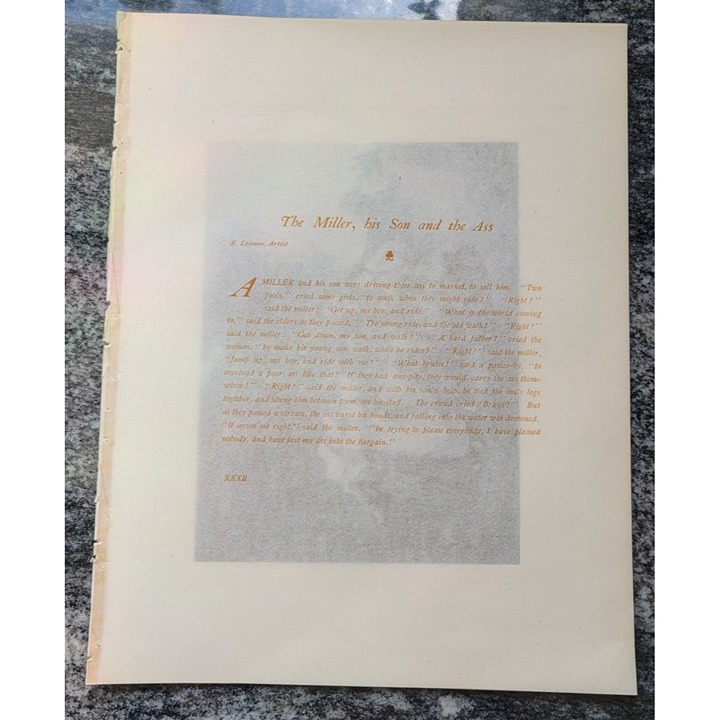 The Miller, his Son and the Ass
E. Lejeune, Artist
A MILLER and his son were driving their ass to market, to sell him. "Two
fools," cried some girls, "to walk when they might ride!" "Right!"
said the miller; "Get up, my boy, and ride." "What is the world coming
to," said the elders as they passed, "The young ride, and the old walk!" "Right!"
said the miller: "Get down, my son, and walk!" "A hard father!" cried the
women, "to make his young son walk, while he rides!" "Right!" said the miller,
"Jump up, my boy, and ride with me!" "What brutes!" said a passer-by, "to
overload a poor ass like that! If they had any pity, they would carry the ass them-
selves!" "Right!" said the miller, and with his son's help, he tied the ass's legs
together, and slung him between them, on his staff. The crowd cried "Bravo!" But
as they passed a stream, the ass burst his bonds, and falling into the water was drowned.
"It serves me right," said the miller. "In trying to please everybody, I have pleased
nobody, and have lost my ass into the bargain."
XXXII